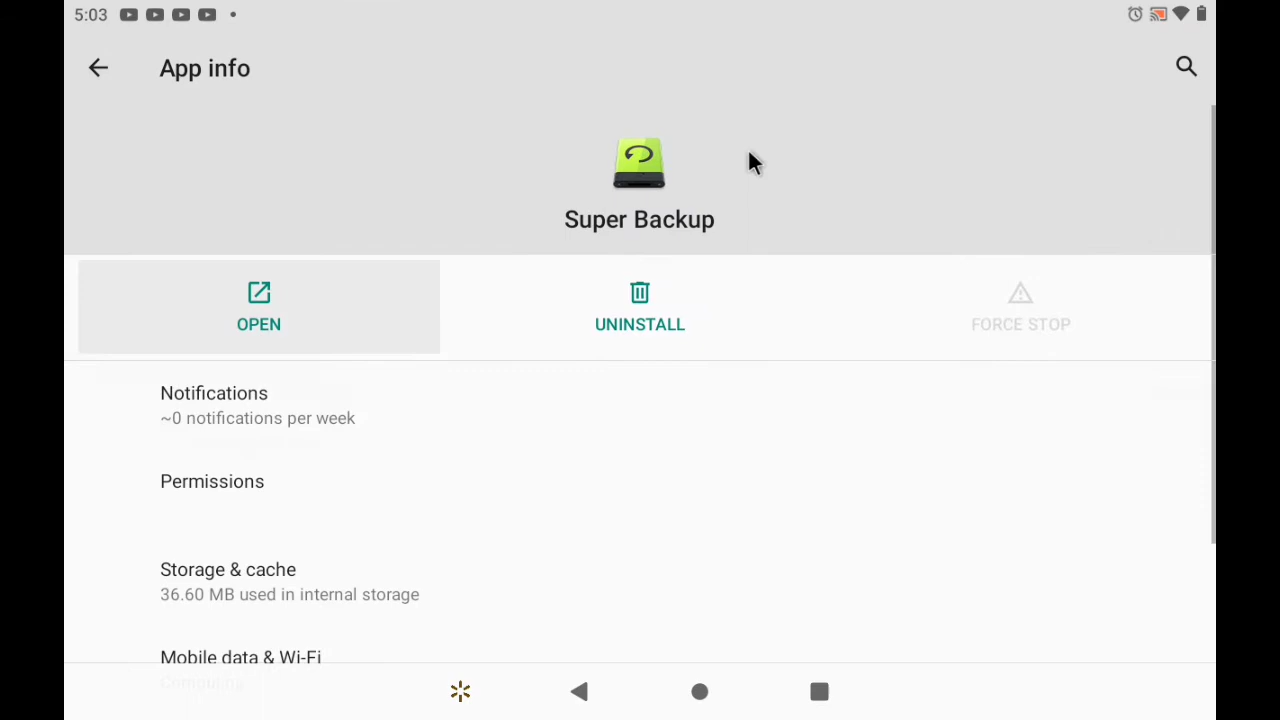 5:03
App info
Super Backup
OPEN
UNINSTALL
FORCE STOP
Notifications
~0 notifications per week
Permissions
Storage & cache
36.60 MB used in internal storage
Mobile data & Wi-Fi
Computing